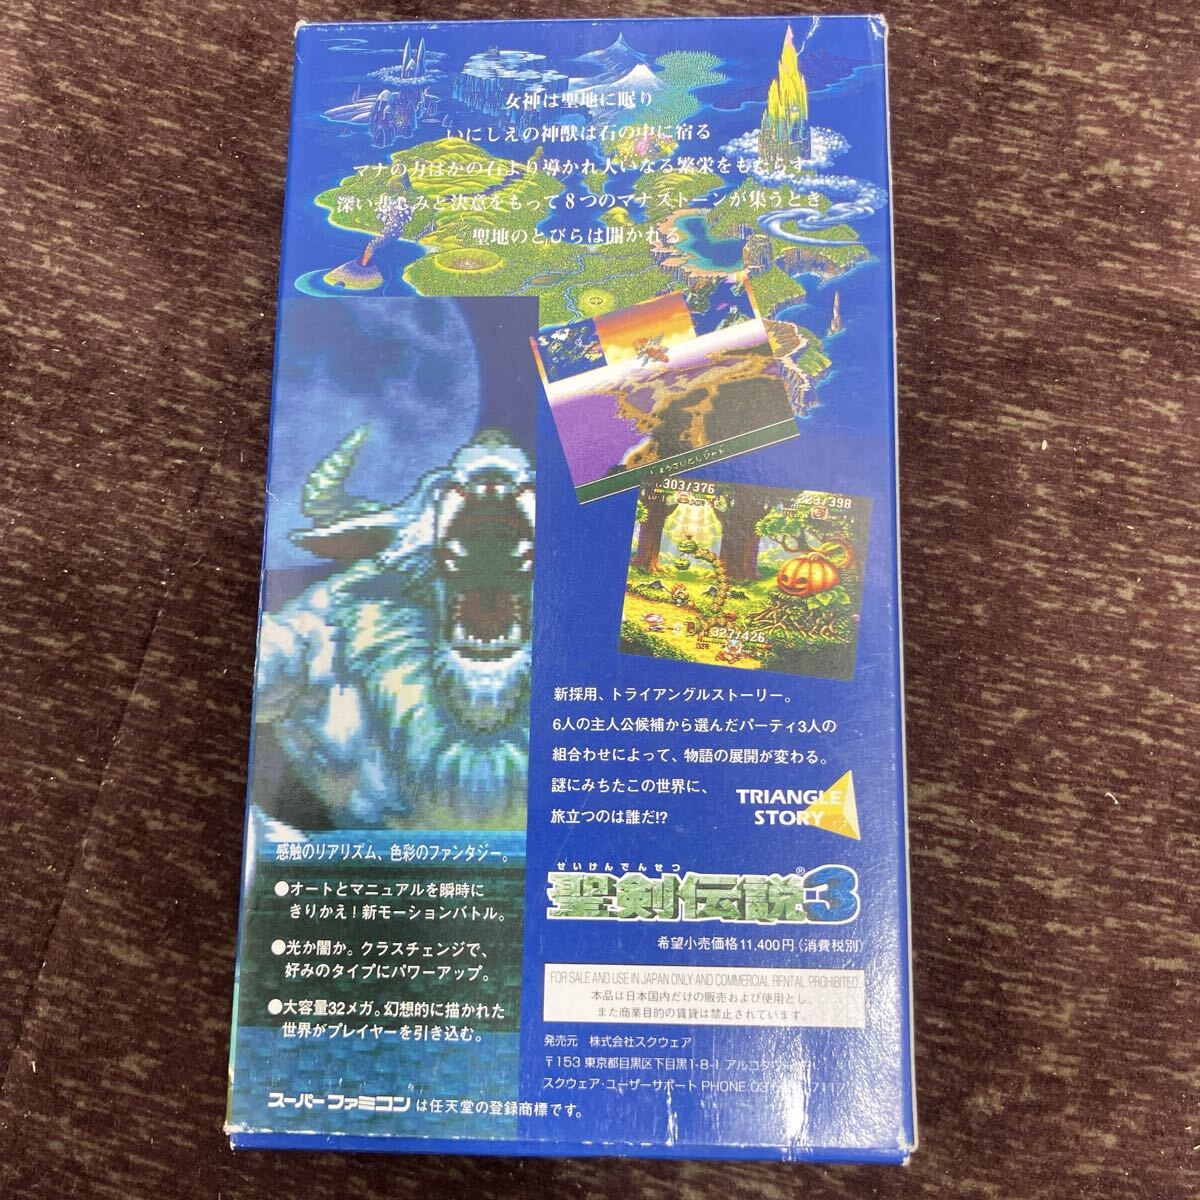 女神は聖地に眠り
いにしえの神獣は石の中に宿る
マナの力はかの石より導かれ大いなる繁栄をもたらす
深い悲しみと決意をもって8つのマナストーンが集うとき
聖地のとびらは開かれる
ようさいとしジャド
303/376
223/398
327/426
新採用、トライアングルストーリー。
6人の主人公候補から選んだパーティ3人の
組合わせによって、物語の展開が変わる。
謎にみちたこの世界に、
旅立つのは誰だ!?
TRIANGLE
STORY
感触のリアリズム、色彩のファンタジー。
●オートとマニュアルを瞬時に
きりかえ！新モーションバトル。
●光か闇か。クラスチェンジで、
好みのタイプにパワーアップ。
●大容量32メガ。幻想的に描かれた
世界がプレイヤーを引き込む。
せいけんでんせつ
聖剣伝説3®
希望小売価格11,400円（消費税別）
FOR SALE AND USE IN JAPAN ONLY AND COMMERCIAL RENTAL PROHIBITED.
本品は日本国内だけの販売および使用とし、
また商業目的の賃貸は禁止されています。
発売元 株式会社スクウェア
〒153 東京都目黒区下目黒1-8-1 アルコタワー
スクウェア・ユーザーサポート PHONE:03 7117
スーパーファミコンは任天堂の登録商標です。